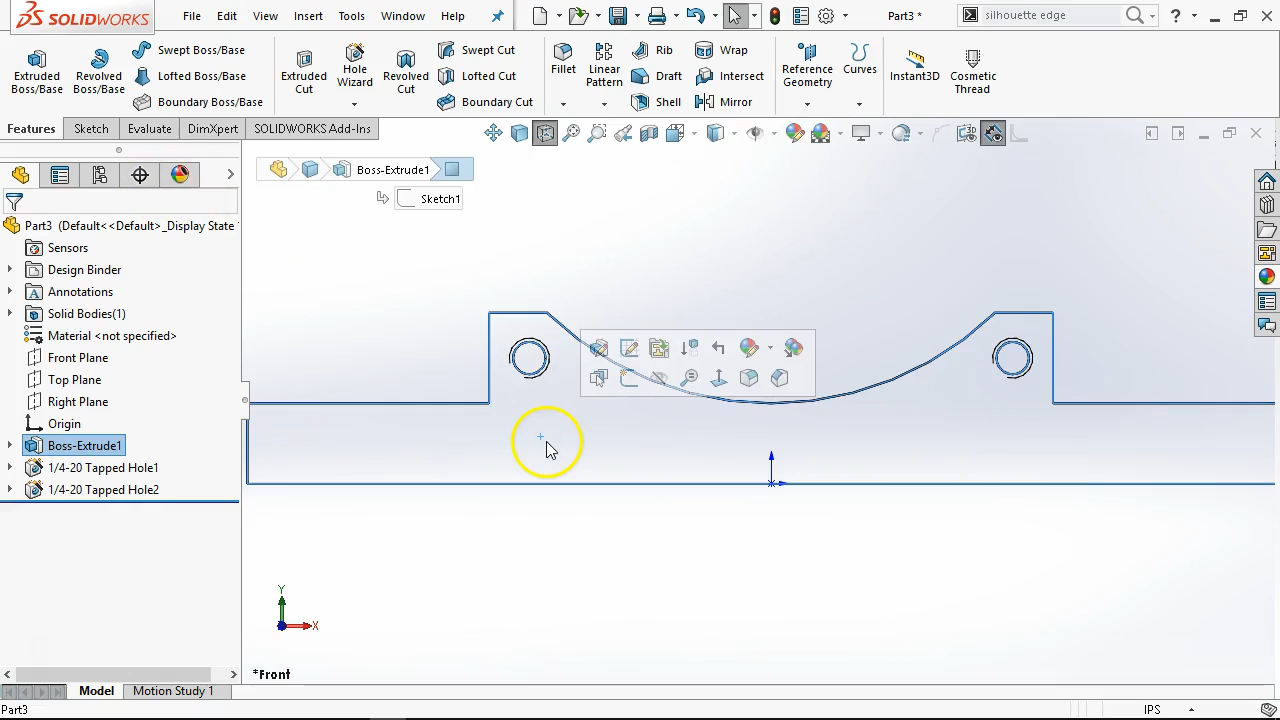 SOLIDWORKS File Edit View Insert Tools Window Help Part3 * silhouette edge ?
Extruded Boss/Base
Revolved Boss/Base
Swept Boss/Base
Lofted Boss/Base
Boundary Boss/Base
Extruded Cut
Hole Wizard
Revolved Cut
Swept Cut
Lofted Cut
Boundary Cut
Fillet
Linear Pattern
Rib
Draft
Shell
Wrap
Intersect
Mirror
Reference Geometry
Curves
Instant3D
Cosmetic Thread
Features Sketch Evaluate DimXpert SOLIDWORKS Add-Ins
Boss-Extrude1
Sketch1
Part3 (Default<<Default>_Display State
Sensors
Design Binder
Annotations
Solid Bodies(1)
Material <not specified>
Front Plane
Top Plane
Right Plane
Origin
Boss-Extrude1
1/4-20 Tapped Hole1
1/4-20 Tapped Hole2
Y
X
*Front
Model Motion Study 1
Part3 IPS